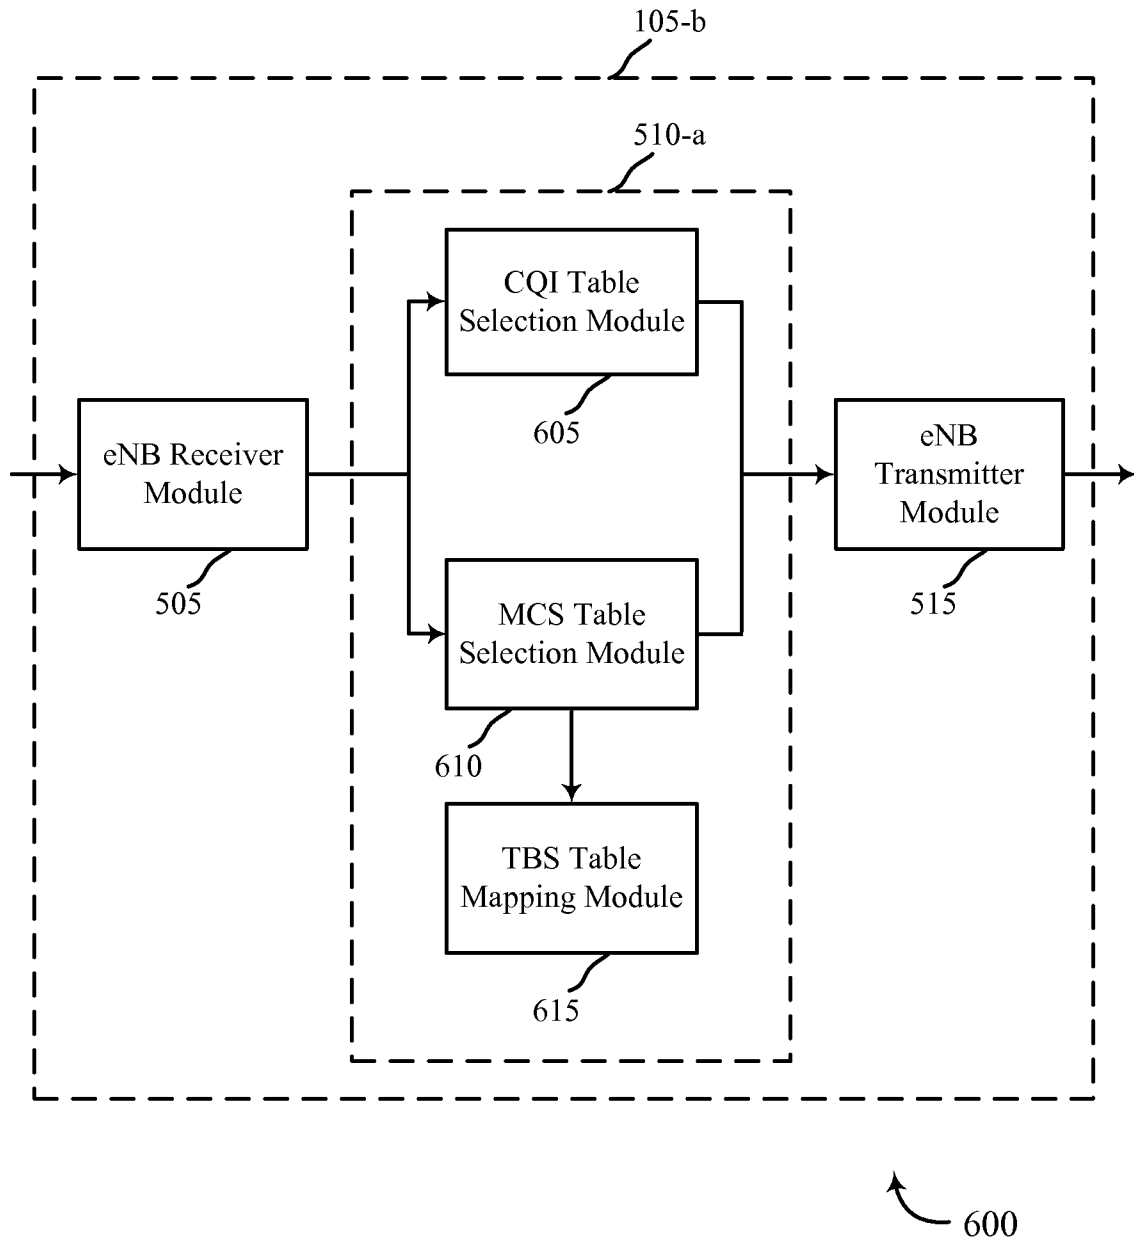 105-b
510-a
CQI Table
Selection Module
605
eNB Receiver
Module
505
eNB
Transmitter
Module
515
MCS Table
Selection Module
610
TBS Table
Mapping Module
615
600